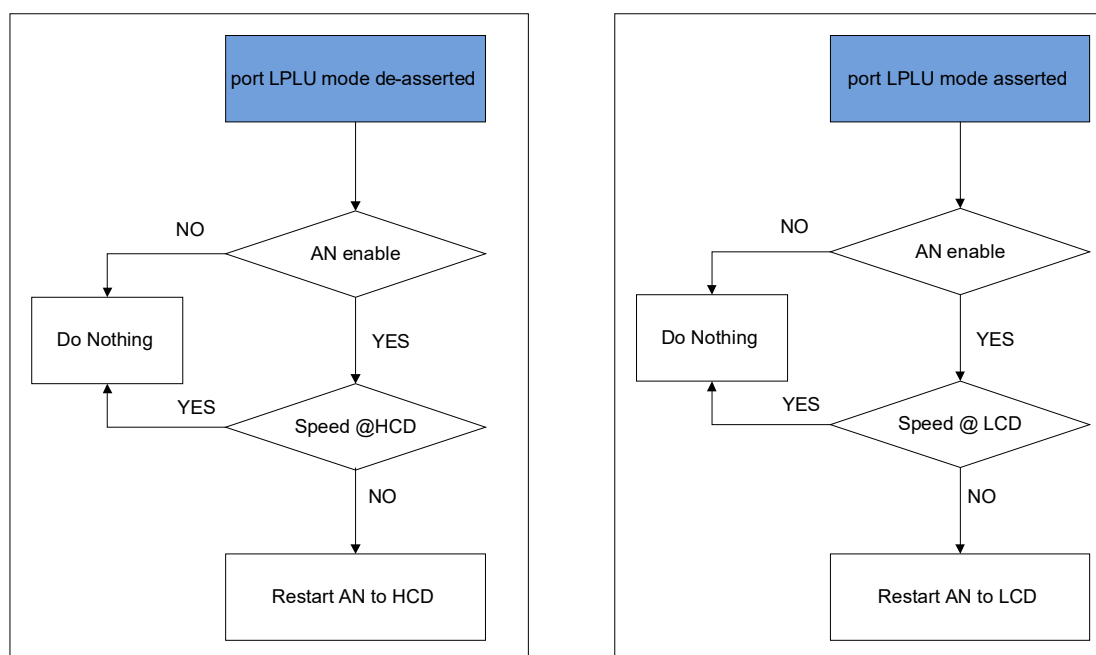 port LPLU mode de-asserted
NO
AN enable
Do Nothing
YES
YES
Speed @HCD
NO
Restart AN to HCD
port LPLU mode asserted
NO
AN enable
Do Nothing
YES
YES
Speed @ LCD
NO
Restart AN to LCD